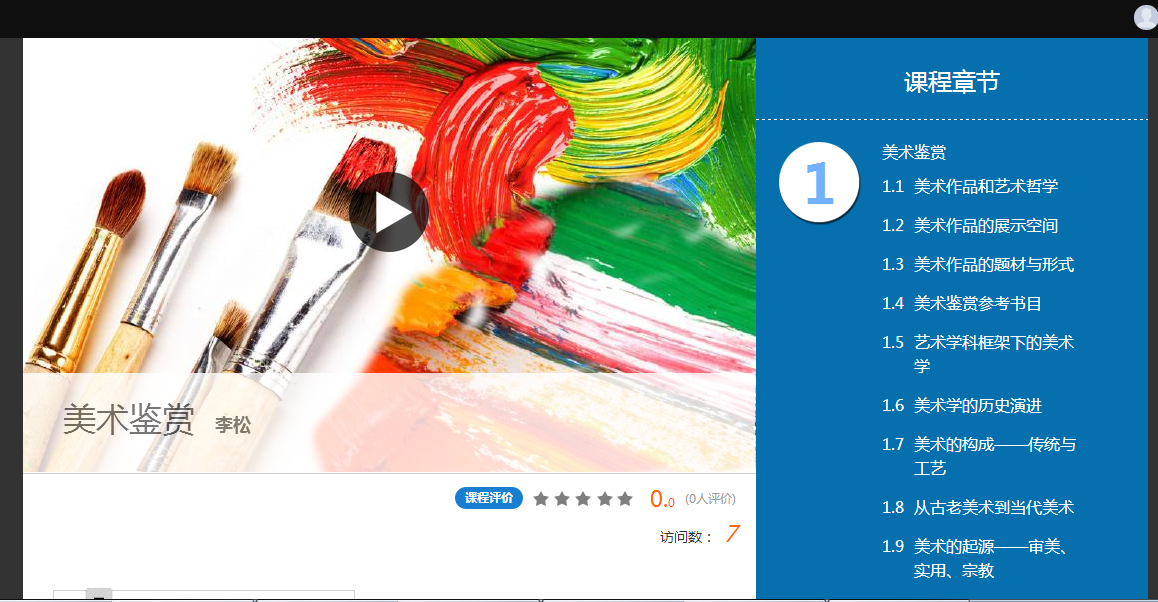 美术鉴赏 李松
课程评价 0.0 (0人评价)
访问数： 7
课程章节
1
美术鉴赏
1.1 美术作品和艺术哲学
1.2 美术作品的展示空间
1.3 美术作品的题材与形式
1.4 美术鉴赏参考书目
1.5 艺术学科框架下的美术
学
1.6 美术学的历史演进
1.7 美术的构成——传统与
工艺
1.8 从古老美术到当代美术
1.9 美术的起源——审美、
实用、宗教